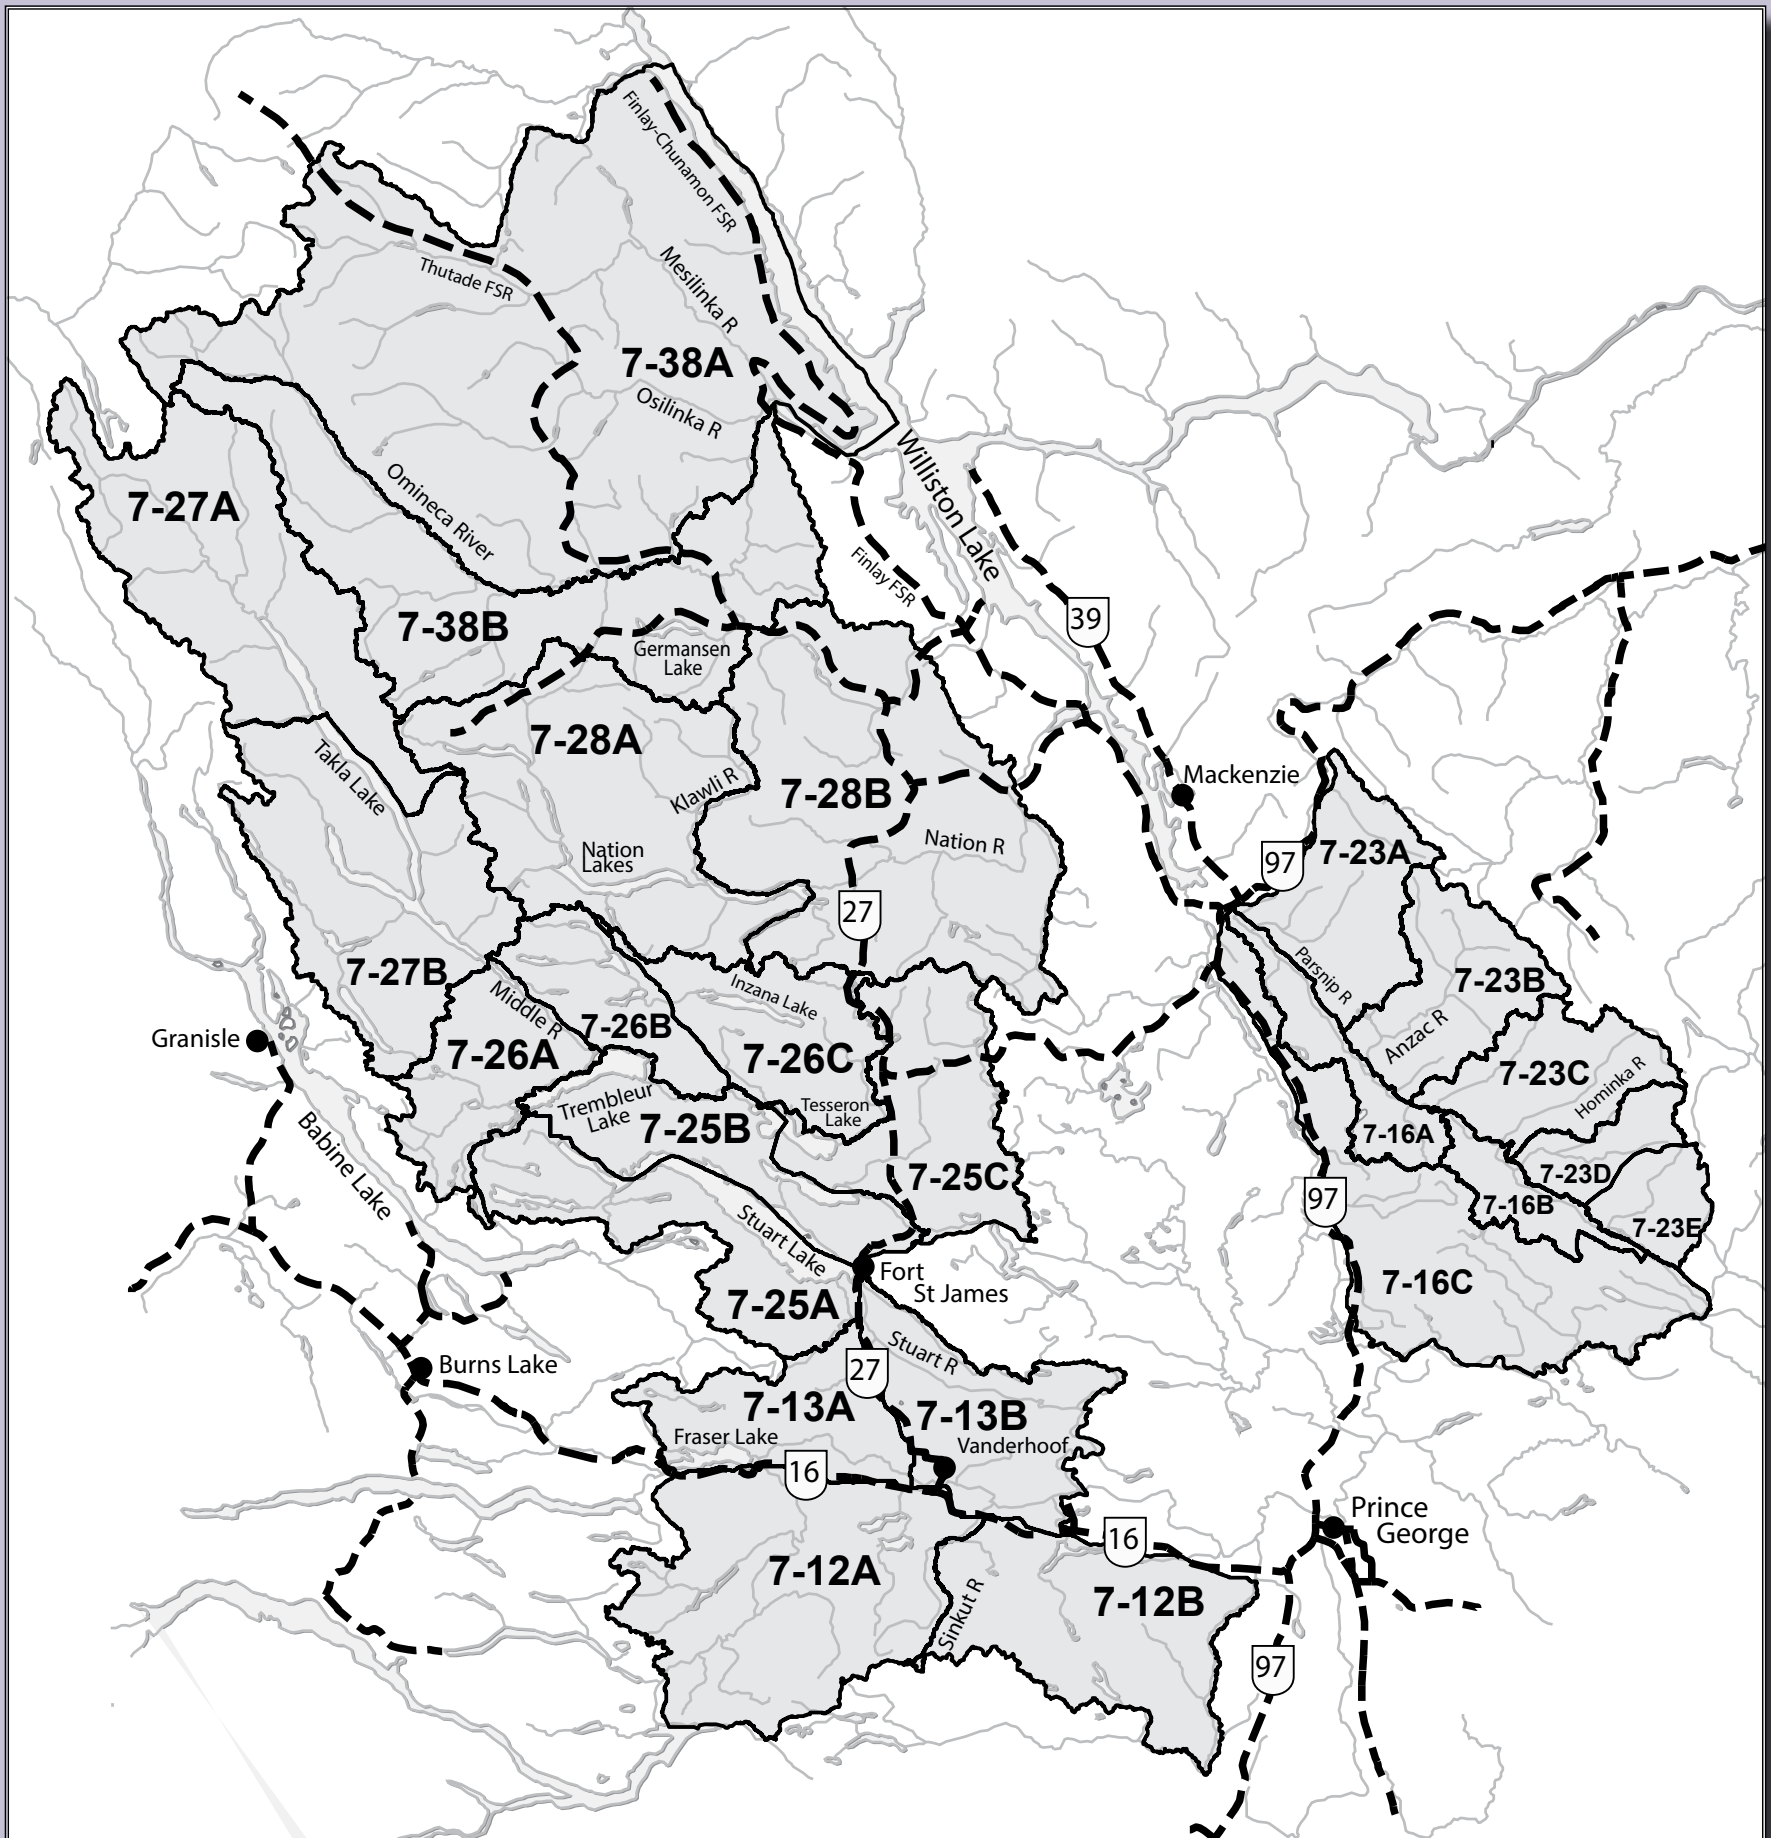 Finlay-Chunamon FSR
Thutade FSR
Mesilinka R
7-38A
Osilinka R
Omineca River
7-27A
Williston Lake
Finlay FSR
39
7-38B
Germansen
Lake
7-28A
Takla Lake
Klawli R
7-28B
Mackenzie
Nation
Lakes
Nation R
97
7-23A
27
7-27B
Middle R
Inzana Lake
Parsnip R
7-23B
Granisle
7-26B
7-26A
7-26C
Anzac R
7-23C
Hominka R
Trembleur
Lake
7-25B
Tesseron
Lake
7-16A
Babine Lake
7-25C
7-23D
97
7-16B
Stuart Lake
7-23E
Fort
St James
7-16C
7-25A
Stuart R
Burns Lake
27
7-13A
7-13B
Fraser Lake
Vanderhoof
16
Prince
George
16
7-12A
7-12B
Sinkut R
97